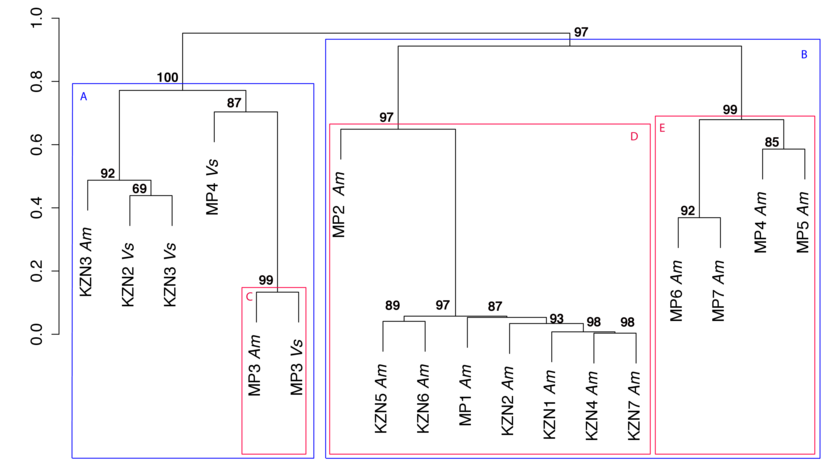 1.0
0.8
0.6
0.4
0.2
0.0
97
B
A
100
87
97
D
99
E
85
92
69
92
MP4 Vs
MP2 Am
MP4 Am
MP5 Am
KZN3 Am
KZN2 Vs
KZN3 Vs
MP6 Am
MP7 Am
99
C
89
97
87
93
98
98
MP3 Am
MP3 Vs
KZN5 Am
KZN6 Am
MP1 Am
KZN2 Am
KZN1 Am
KZN4 Am
KZN7 Am